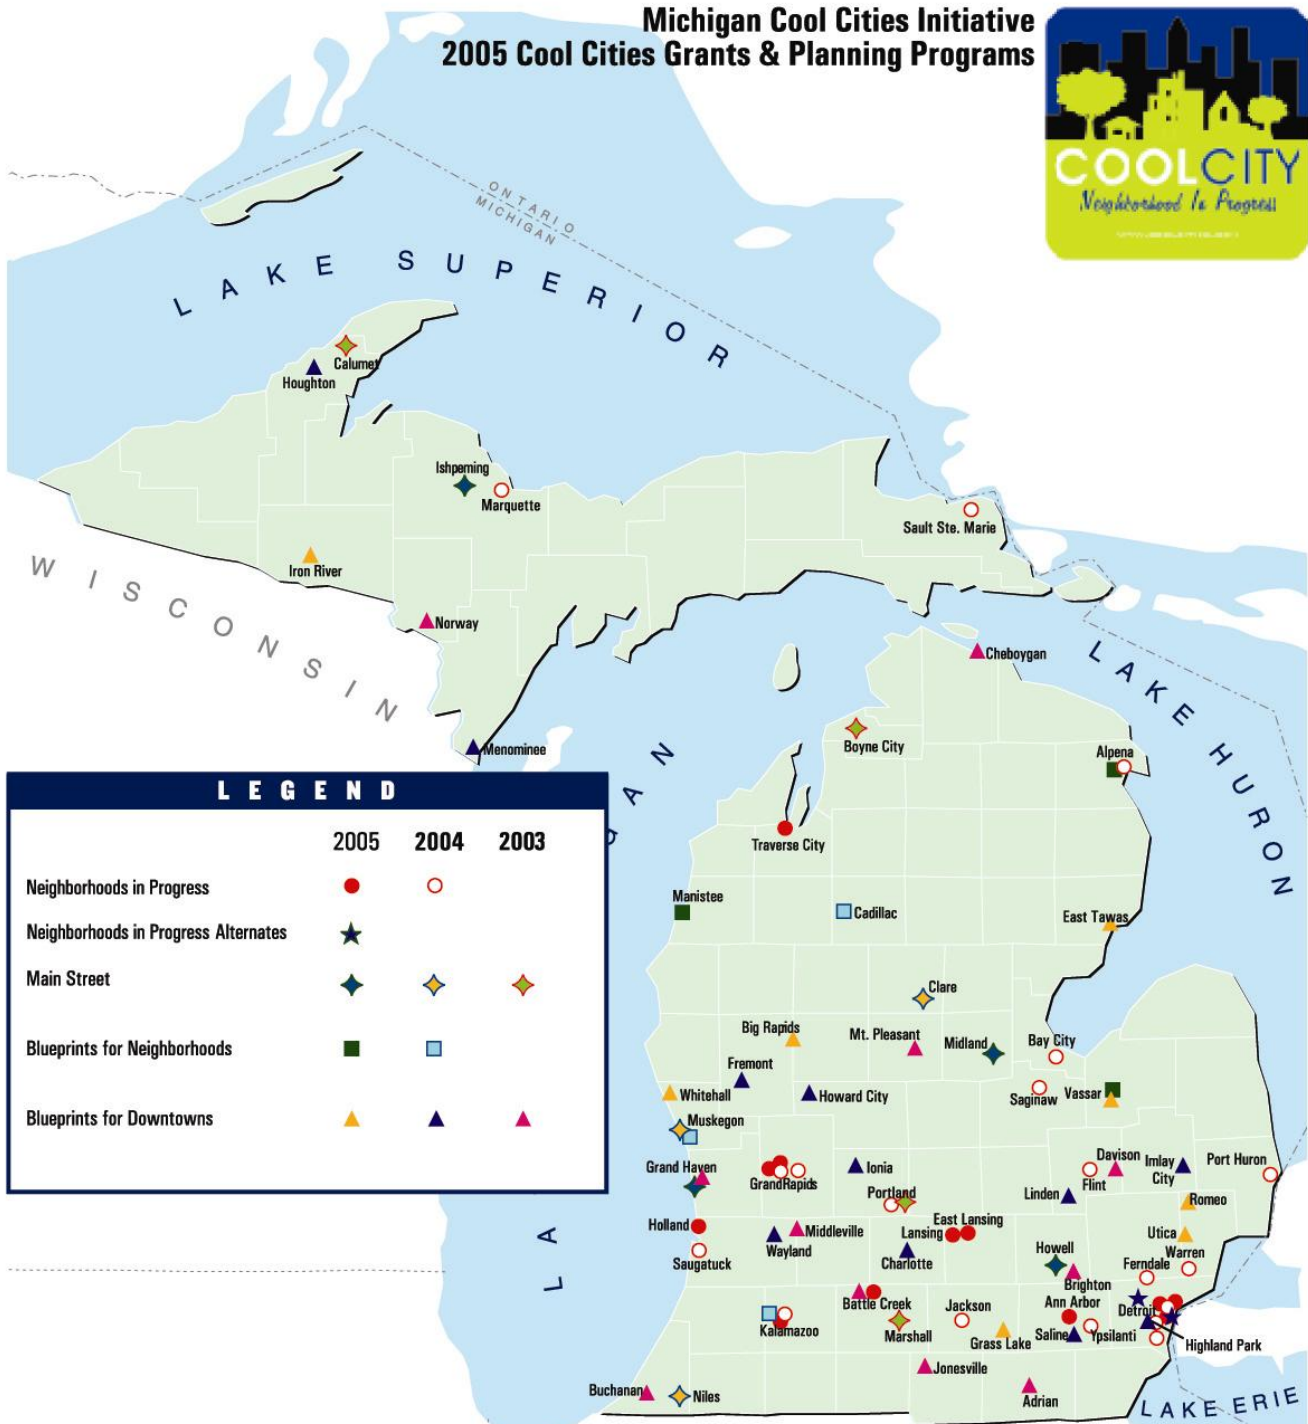 Michigan Cool Cities Initiative
2005 Cool Cities Grants & Planning Programs
COOLCITY
Neighborhood In Progress
ONTARIO
MICHIGAN
LAKE SUPERIOR
Calumet
Houghton
Ishpeming
Marquette
Sault Ste. Marie
WISCONSIN
Iron River
Norway
Cheboygan
LAKE HURON
Menominee
Boyne City
Alpena
GAN
LEGEND
2005 2004 2003
Neighborhoods in Progress
Neighborhoods in Progress Alternates
Main Street
Blueprints for Neighborhoods
Blueprints for Downtowns
Traverse City
Manistee
Cadillac
East Tawas
Clare
Big Rapids
Mt. Pleasant
Midland
Bay City
Fremont
Whitehall
Howard City
Saginaw
Vassar
Muskegon
Grand Haven
GrandRapids
Ionia
Portland
Davison
Imlay
City
Port Huron
Flint
Linden
Romeo
Holland
Middleville
Wayland
Lansing
East Lansing
Utica
Warren
Saugatuck
Charlotte
Howell
Ferndale
Brighton
LA
Battle Creek
Jackson
Ann Arbor
Detroit
Kalamazoo
Marshall
Grass Lake
Saline
Ypsilanti
Highland Park
Jonesville
Buchanan
Niles
Adrian
LAKE ERIE